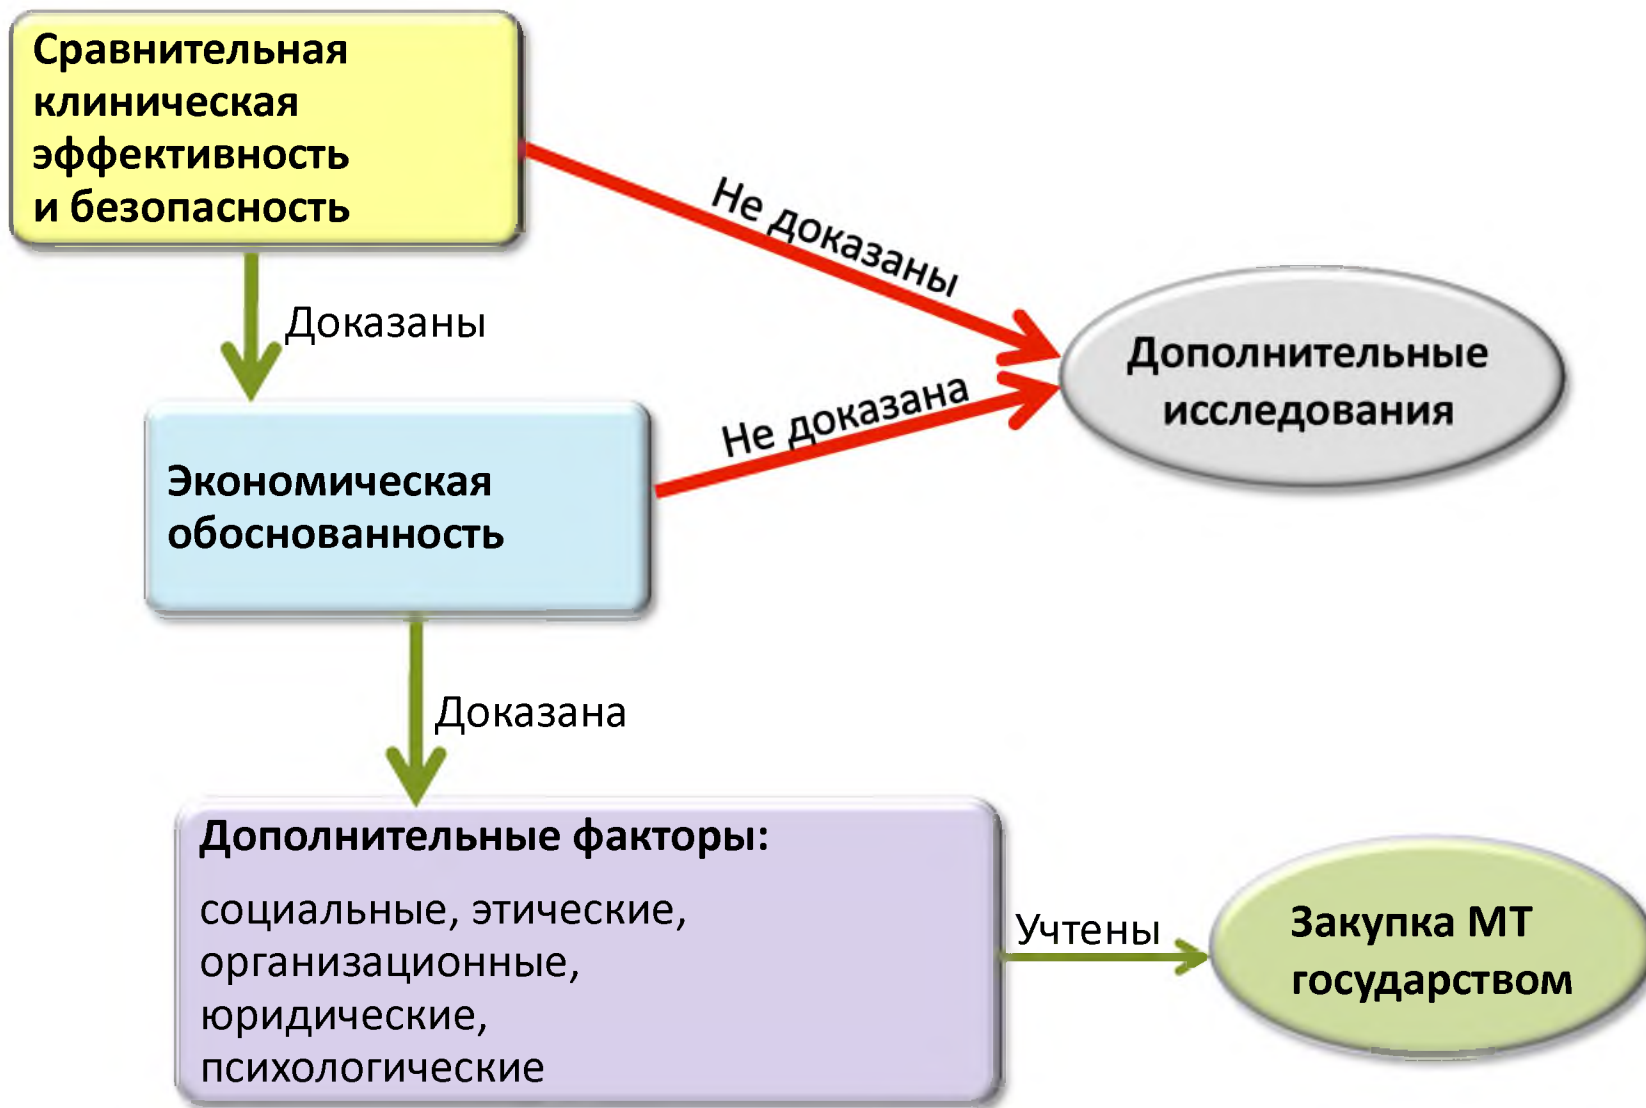 Сравнительная
клиническая
эффективность
и безопасность
Не доказаны
Доказаны
Дополнительные
исследования
Не доказана
Экономическая
обоснованность
Доказана
Дополнительные факторы:
социальные, этические,
организационные,
юридические,
психологические
Учтены
Закупка МТ
государством